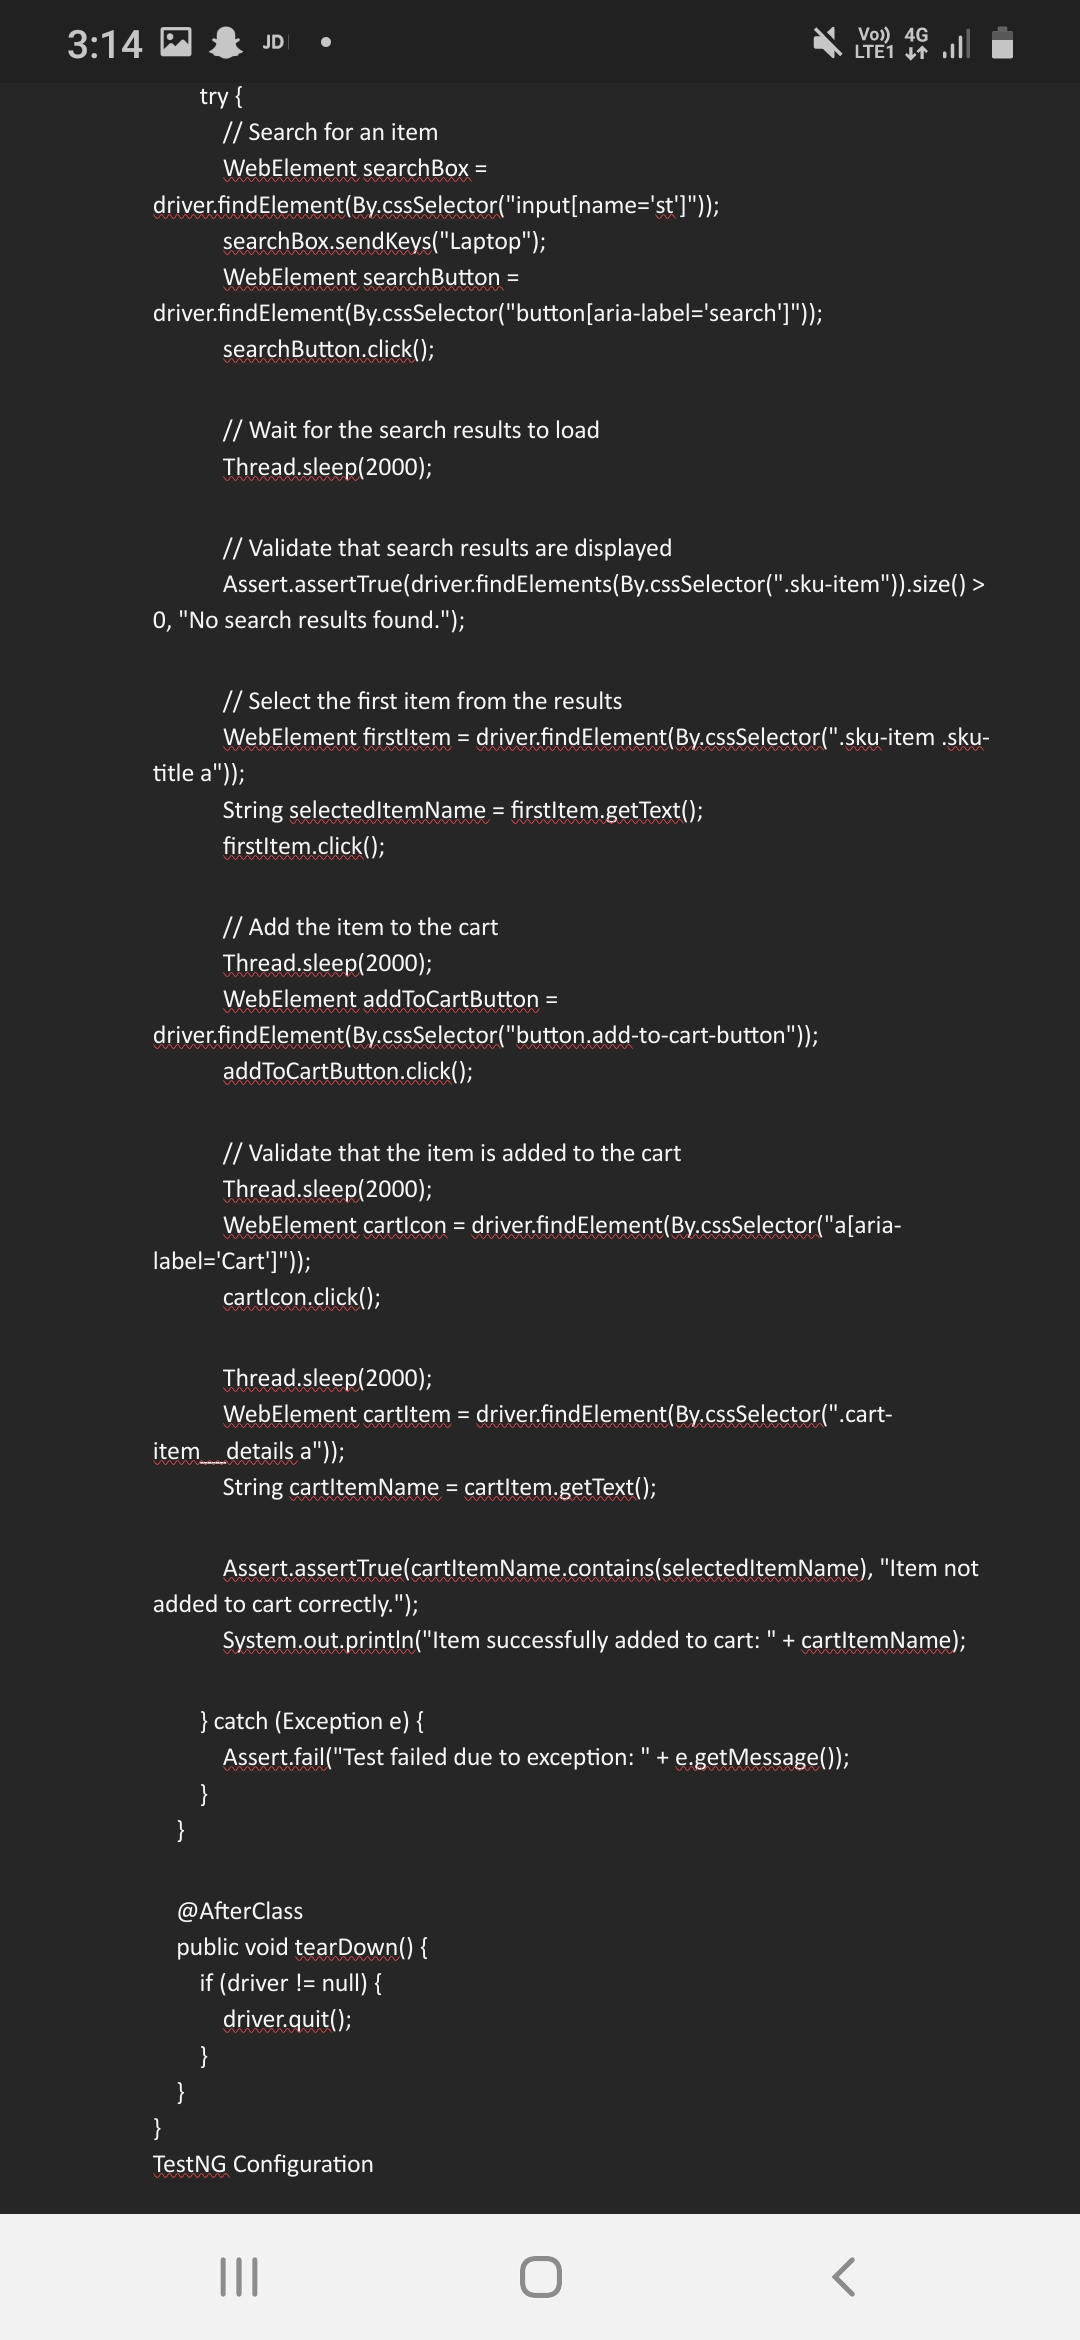 3:14 JD Vo)) LTE1 4G
try {
// Search for an item
WebElement searchBox =
driver.findElement(By.cssSelector("input[name='st']"));
searchBox.sendKeys("Laptop");
WebElement searchButton =
driver.findElement(By.cssSelector("button[aria-label='search']"));
searchButton.click();
// Wait for the search results to load
Thread.sleep(2000);
// Validate that search results are displayed
Assert.assertTrue(driver.findElements(By.cssSelector(".sku-item")).size() >
0, "No search results found.");
// Select the first item from the results
WebElement firstItem = driver.findElement(By.cssSelector(".sku-item .sku-
title a"));
String selectedItemName = firstItem.getText();
firstItem.click();
// Add the item to the cart
Thread.sleep(2000);
WebElement addToCartButton =
driver.findElement(By.cssSelector("button.add-to-cart-button"));
addToCartButton.click();
// Validate that the item is added to the cart
Thread.sleep(2000);
WebElement cartIcon = driver.findElement(By.cssSelector("a[aria-
label='Cart']"));
cartIcon.click();
Thread.sleep(2000);
WebElement cartItem = driver.findElement(By.cssSelector(".cart-
item__details a"));
String cartItemName = cartItem.getText();
Assert.assertTrue(cartItemName.contains(selectedItemName), "Item not
added to cart correctly.");
System.out.println("Item successfully added to cart: " + cartItemName);
} catch (Exception e) {
Assert.fail("Test failed due to exception: " + e.getMessage());
}
}
@AfterClass
public void tearDown() {
if (driver != null) {
driver.quit();
}
}
}
TestNG Configuration